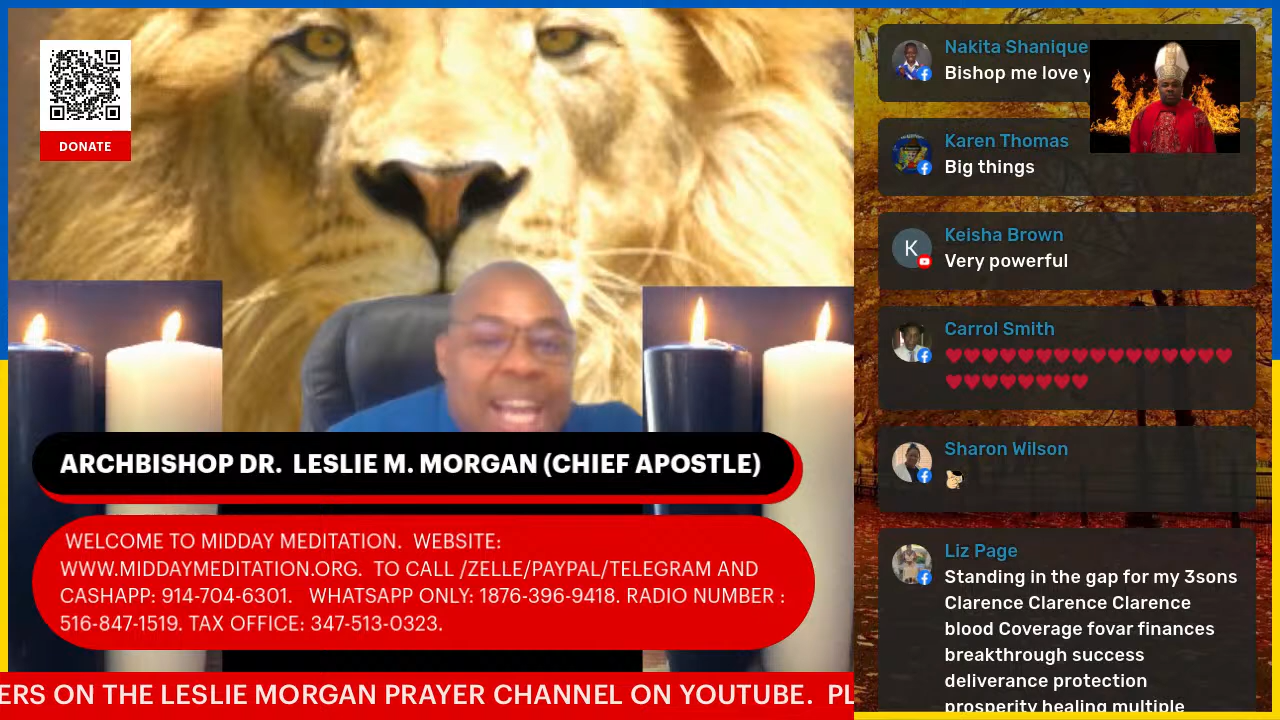 DONATE
ARCHBISHOP DR. LESLIE M. MORGAN (CHIEF APOSTLE)
WELCOME TO MIDDAY MEDITATION. WEBSITE:
WWW.MIDDAYMEDITATION.ORG. TO CALL /ZELLE/PAYPAL/TELEGRAM AND
CASHAPP: 914-704-6301. WHATSAPP ONLY: 1876-396-9418. RADIO NUMBER :
516-847-1519. TAX OFFICE: 347-513-0323.
ERS ON THE LESLIE MORGAN PRAYER CHANNEL ON YOUTUBE. PL
Nakita Shanique
Bishop me love y
Karen Thomas
Big things
K
Keisha Brown
Very powerful
Carrol Smith
♥♥♥♥♥♥♥♥♥♥♥♥♥♥♥♥
♥♥♥♥♥♥♥♥
Sharon Wilson
Liz Page
Standing in the gap for my 3sons
Clarence Clarence Clarence
blood Coverage fovar finances
breakthrough success
deliverance protection
prosperity healing multiple